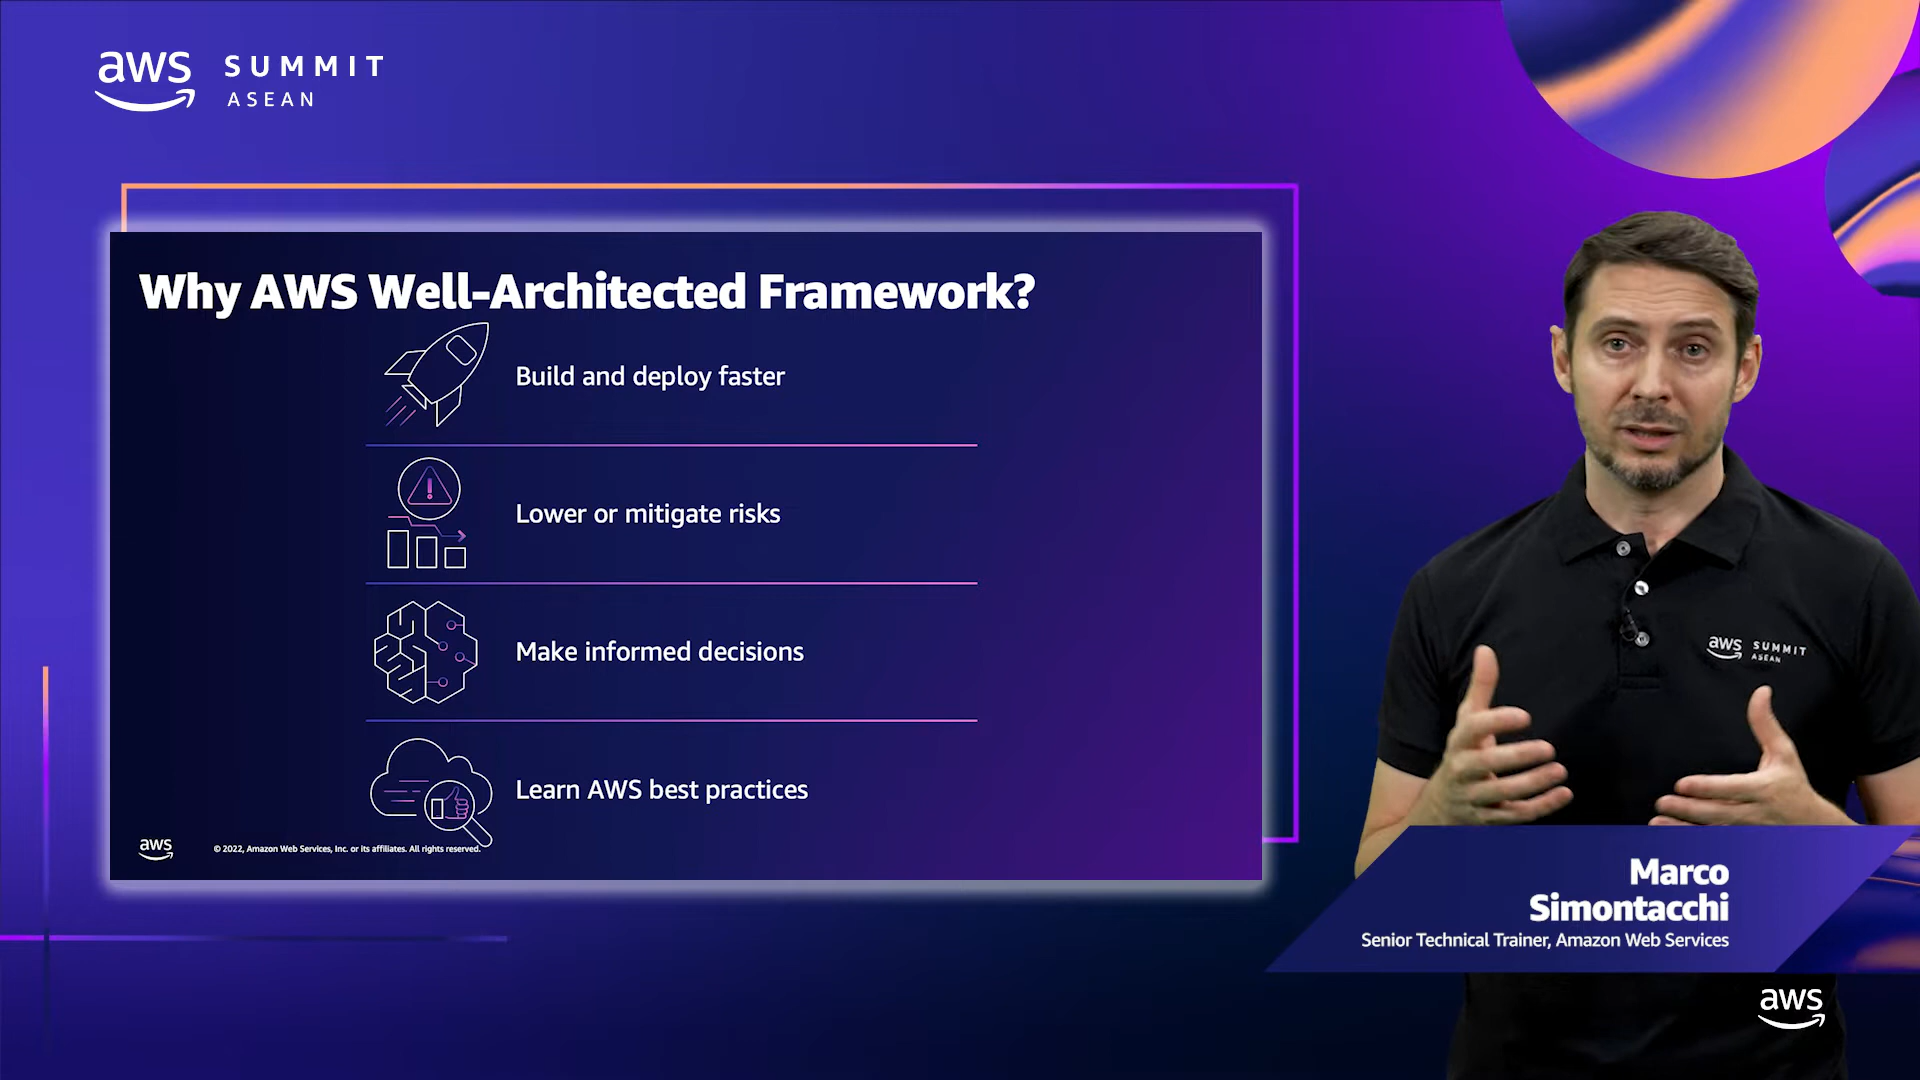 aws SUMMIT
ASEAN
Why AWS Well-Architected Framework?
Build and deploy faster
Lower or mitigate risks
Make informed decisions
Learn AWS best practices
aws
© 2022, Amazon Web Services, Inc. or its affiliates. All rights reserved.
aws SUMMIT
ASEAN
Marco
Simontacchi
Senior Technical Trainer, Amazon Web Services
aws